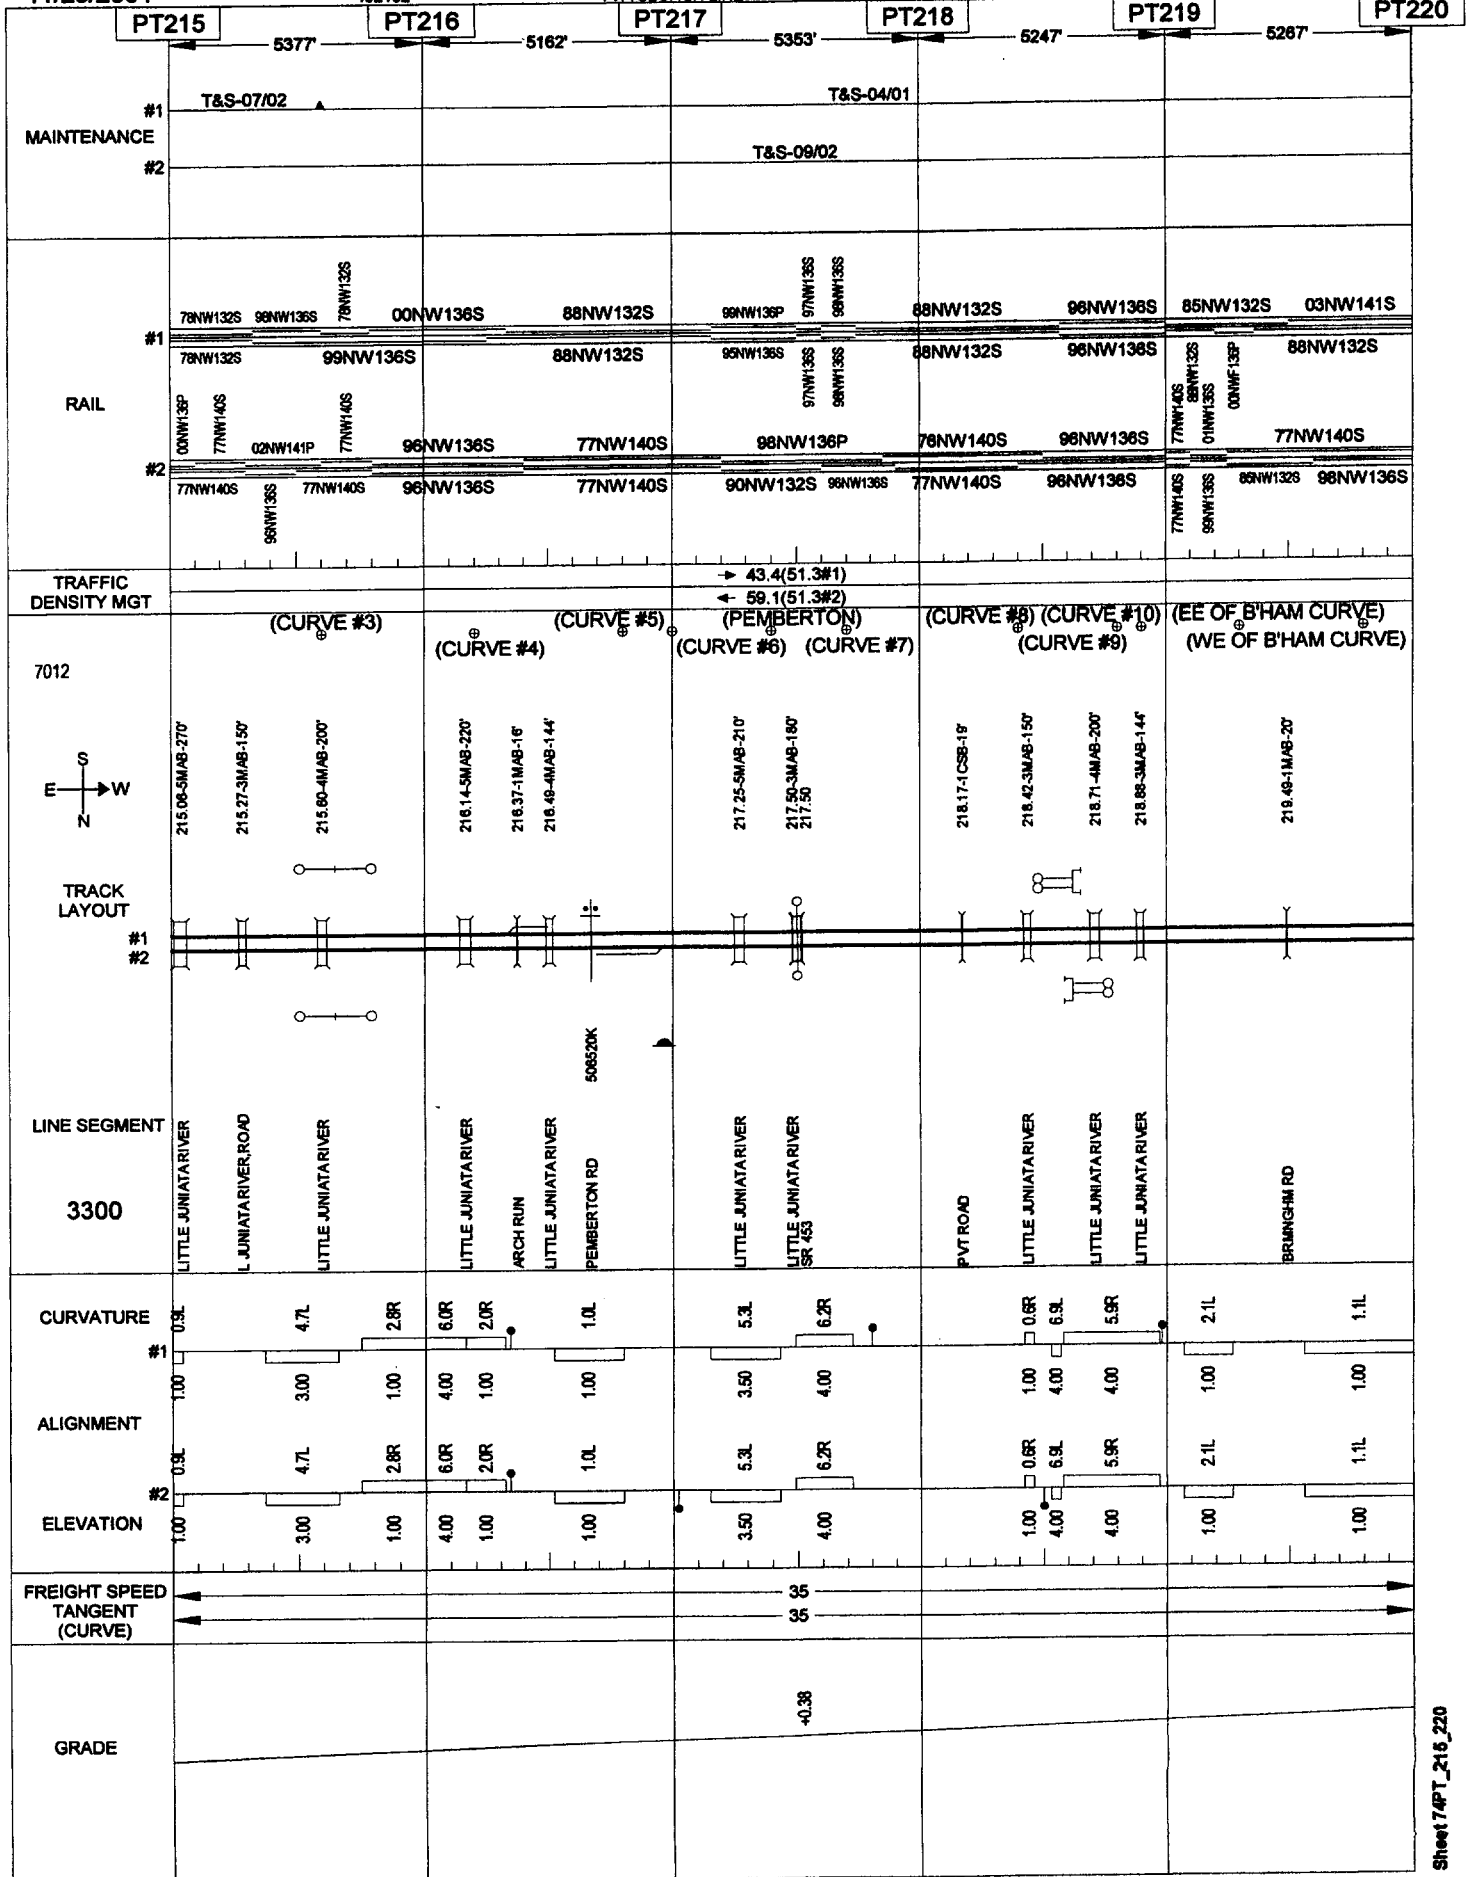 PT215 PT216 PT217 PT218 PT219 PT220
5377' 5162' 5353' 5247' 5267'
MAINTENANCE
#1 T&S-07/02 T&S-04/01
#2 T&S-09/02
RAIL
78NW132S 98NW136S 78NW132S 00NW136S 88NW132S 99NW136P 97NW136S 98NW136S 88NW132S 96NW136S 85NW132S 03NW141S
#1
78NW132S 99NW136S 88NW132S 95NW136S 97NW136S 98NW136S 88NW132S 96NW136S 88NW132S
00NW136P 77NW140S 02NW141P 77NW140S 96NW136S 77NW140S 98NW136P 76NW140S 96NW136S 77NW140S 88NW132S 01NW136S 00NWF136P 77NW140S
#2
77NW140S 96NW136S 77NW140S 96NW136S 77NW140S 90NW132S 96NW136S 77NW140S 96NW136S 77NW140S 99NW136S 85NW132S 98NW136S
TRAFFIC
DENSITY MGT
43.4(51.3#1)
59.1(51.3#2)
(CURVE #3) (CURVE #5) (PEMBERTON) (CURVE #8) (CURVE #10) (EE OF B'HAM CURVE)
(CURVE #4) (CURVE #6) (CURVE #7) (CURVE #9) (WE OF B'HAM CURVE)
7012
S
E W
N
215.06-5MAB-270'
215.27-3MAB-150'
215.60-4MAB-200'
216.14-5MAB-220'
216.37-1MAB-16'
216.49-4MAB-144'
217.25-5MAB-210'
217.50-3MAB-180'
217.50
218.17-1CSB-19'
218.42-3MAB-150'
218.71-4MAB-200'
218.88-3MAB-144'
219.49-1MAB-20'
TRACK
LAYOUT
#1
#2
506520K
LINE SEGMENT
3300
LITTLE JUNIATA RIVER
L JUNIATA RIVER,ROAD
LITTLE JUNIATA RIVER
LITTLE JUNIATA RIVER
ARCH RUN
LITTLE JUNIATA RIVER
PEMBERTON RD
LITTLE JUNIATA RIVER
LITTLE JUNIATA RIVER
SR 453
PVT ROAD
LITTLE JUNIATA RIVER
LITTLE JUNIATA RIVER
LITTLE JUNIATA RIVER
BRMNGHM RD
CURVATURE
0.9L 4.7L 2.8R 6.0R 2.0R 1.0L 5.3L 6.2R 0.6R 6.9L 5.9R 2.1L 1.1L
#1
1.00 3.00 1.00 4.00 1.00 1.00 3.50 4.00 1.00 4.00 4.00 1.00 1.00
ALIGNMENT
0.9L 4.7L 2.8R 6.0R 2.0R 1.0L 5.3L 6.2R 0.6R 6.9L 5.9R 2.1L 1.1L
#2
ELEVATION
1.00 3.00 1.00 4.00 1.00 1.00 3.50 4.00 1.00 4.00 4.00 1.00 1.00
FREIGHT SPEED 35
TANGENT 35
(CURVE)
GRADE
+0.38
Sheet 74PT_215_220